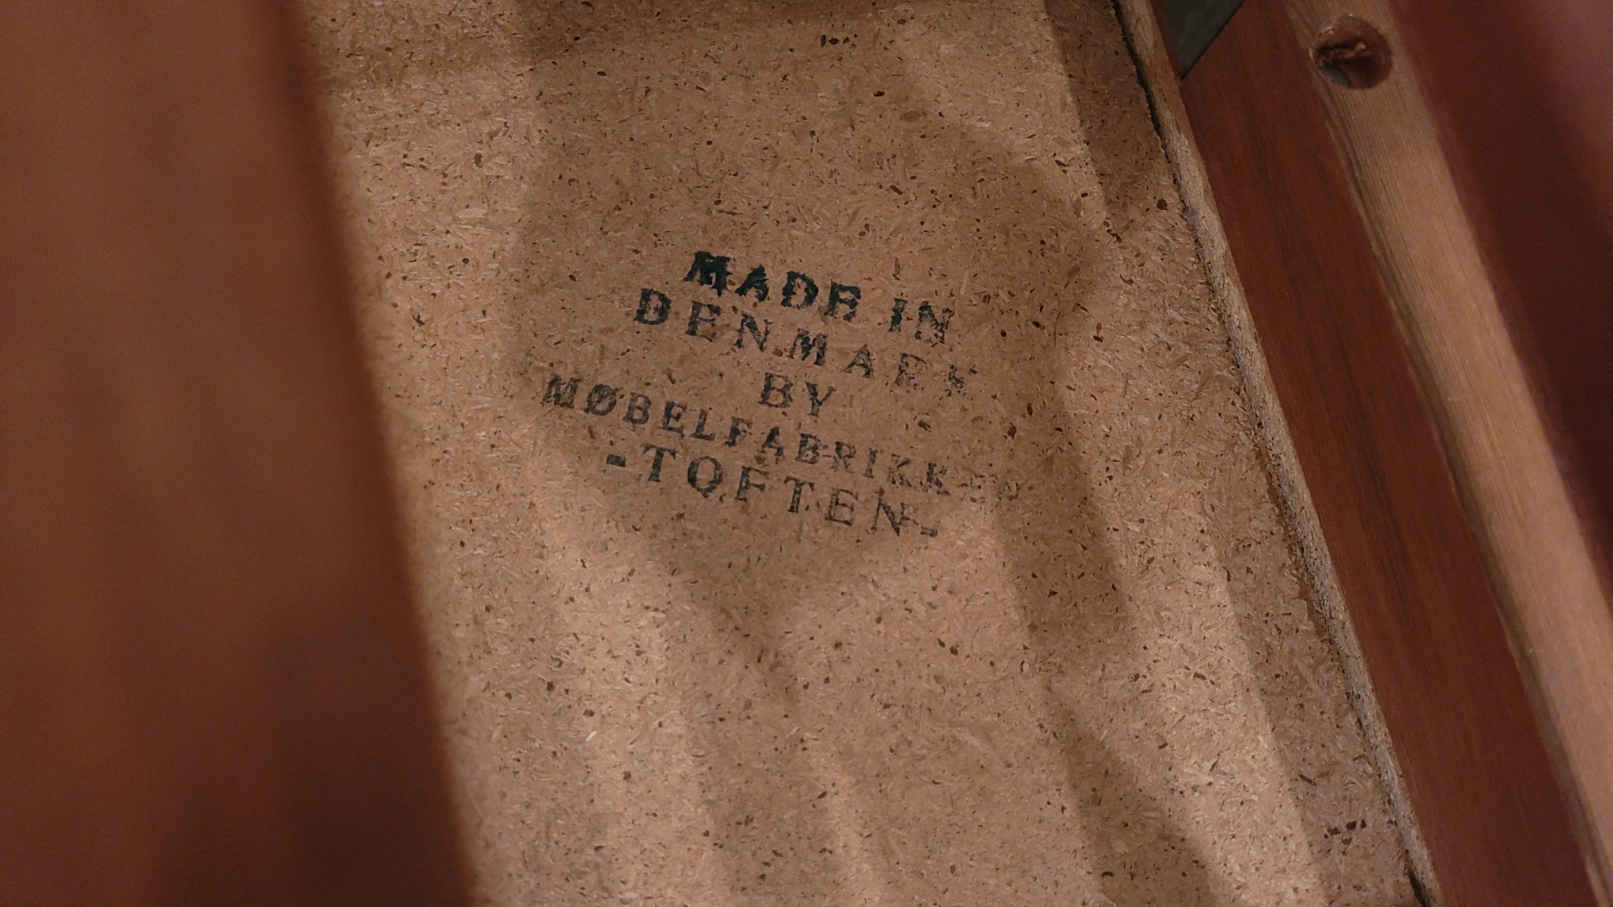 MADE IN
DENMARK
BY
MØBELFABRIKKEN
-TOFTEN-